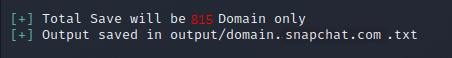 [+] Total Save will be 815 Domain only
[+] Output saved in output/domain.snapchat.com.txt